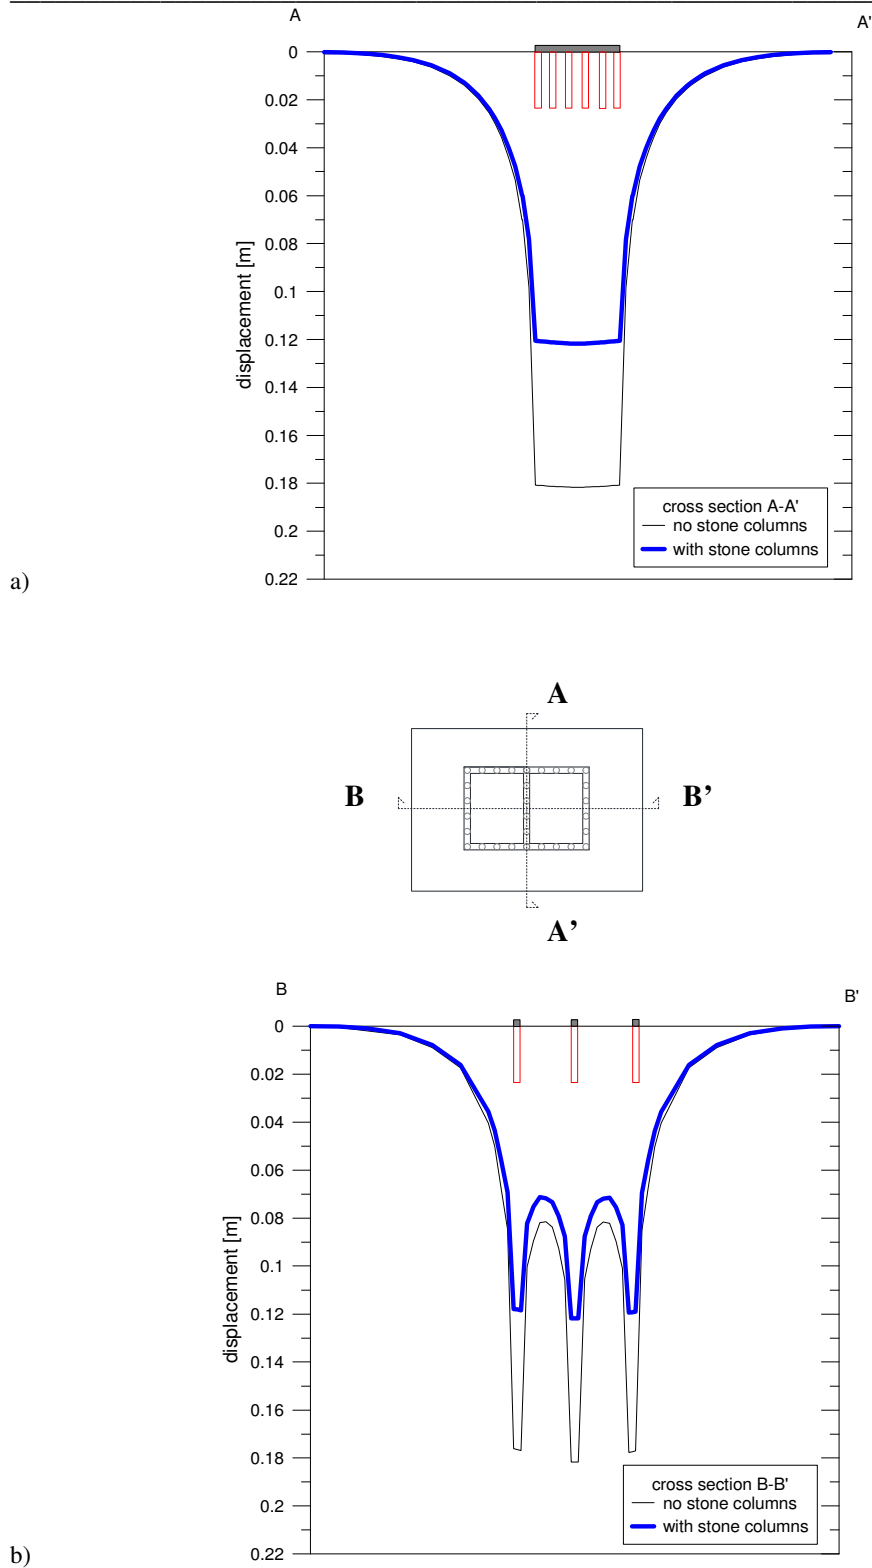 A
A'
0
0.02
0.04
0.06
0.08
0.1
0.12
0.14
0.16
0.18
0.2
0.22
displacement [m]
cross section A-A'
no stone columns
with stone columns
a)
A
B B’
A’
B
B'
0
0.02
0.04
0.06
0.08
0.1
0.12
0.14
0.16
0.18
0.2
0.22
displacement [m]
cross section B-B'
no stone columns
with stone columns
b)